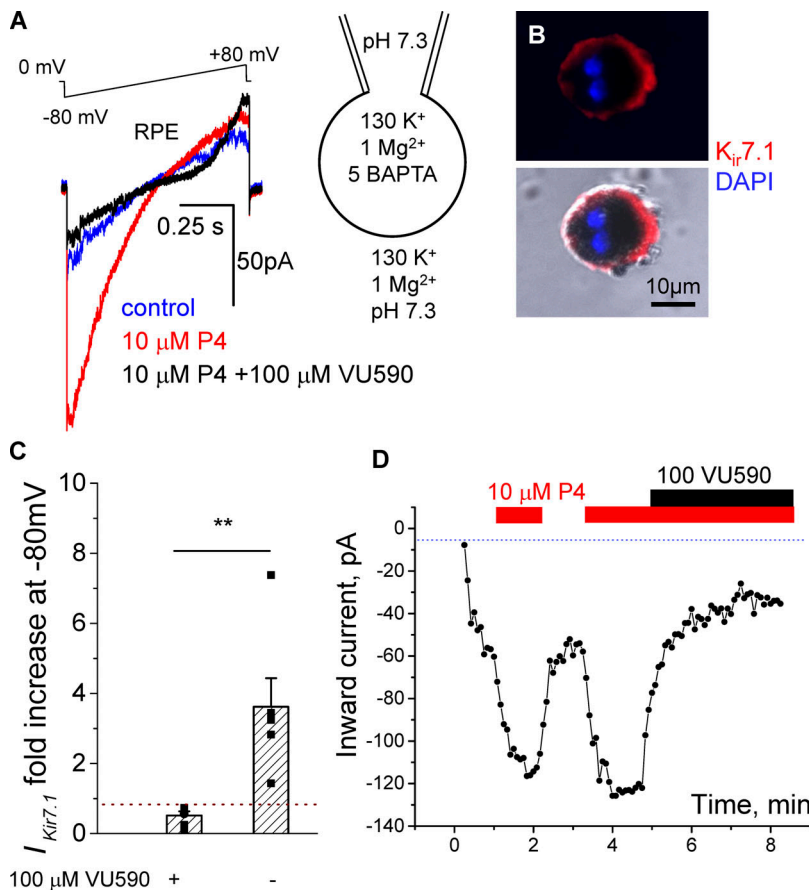 A
0 mV
+80 mV
-80 mV
RPE
0.25 s
50pA
control
10 μM P4
10 μM P4 +100 μM VU590
pH 7.3
130 K⁺
1 Mg²⁺
5 BAPTA
130 K⁺
1 Mg²⁺
pH 7.3
B
Kir7.1
DAPI
10μm
C
I Kir7.1 fold increase at -80mV
10
8
6
4
2
0
**
100 μM VU590 + -
D
10 μM P4
100 VU590
Inward current, pA
0
-20
-40
-60
-80
-100
-120
-140
Time, min
0 2 4 6 8